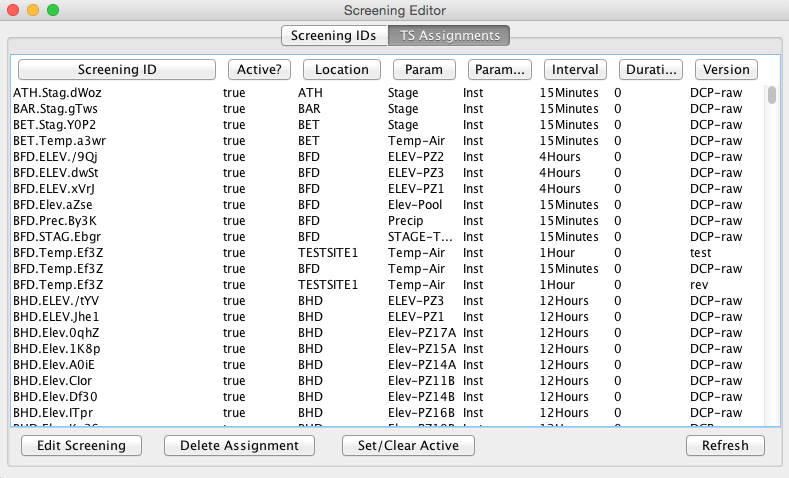 Screening Editor
Screening IDs TS Assignments
Screening ID Active? Location Param Param... Interval Durati... Version
ATH.Stag.dWoz true ATH Stage Inst 15Minutes 0 DCP-raw
BAR.Stag.gTws true BAR Stage Inst 15Minutes 0 DCP-raw
BET.Stag.Y0P2 true BET Stage Inst 15Minutes 0 DCP-raw
BET.Temp.a3wr true BET Temp-Air Inst 15Minutes 0 DCP-raw
BFD.ELEV./9Qj true BFD ELEV-PZ2 Inst 4Hours 0 DCP-raw
BFD.ELEV.dwSt true BFD ELEV-PZ3 Inst 4Hours 0 DCP-raw
BFD.ELEV.xVrJ true BFD ELEV-PZ1 Inst 4Hours 0 DCP-raw
BFD.Elev.aZse true BFD Elev-Pool Inst 15Minutes 0 DCP-raw
BFD.Prec.By3K true BFD Precip Inst 15Minutes 0 DCP-raw
BFD.STAG.Ebgr true BFD STAGE-T... Inst 15Minutes 0 DCP-raw
BFD.Temp.Ef3Z true TESTSITE1 Temp-Air Inst 1Hour 0 test
BFD.Temp.Ef3Z true BFD Temp-Air Inst 15Minutes 0 DCP-raw
BFD.Temp.Ef3Z true TESTSITE1 Temp-Air Inst 1Hour 0 rev
BHD.ELEV./tYV true BHD ELEV-PZ3 Inst 12Hours 0 DCP-raw
BHD.ELEV.Jhe1 true BHD ELEV-PZ1 Inst 12Hours 0 DCP-raw
BHD.Elev.0qhZ true BHD Elev-PZ17A Inst 12Hours 0 DCP-raw
BHD.Elev.1K8p true BHD Elev-PZ15A Inst 12Hours 0 DCP-raw
BHD.Elev.A0iE true BHD Elev-PZ14A Inst 12Hours 0 DCP-raw
BHD.Elev.CIor true BHD Elev-PZ11B Inst 12Hours 0 DCP-raw
BHD.Elev.Df30 true BHD Elev-PZ14B Inst 12Hours 0 DCP-raw
BHD.Elev.ITpr true BHD Elev-PZ16B Inst 12Hours 0 DCP-raw
true BHD Inst 12Hours 0 DCP-raw
Edit Screening Delete Assignment Set/Clear Active Refresh